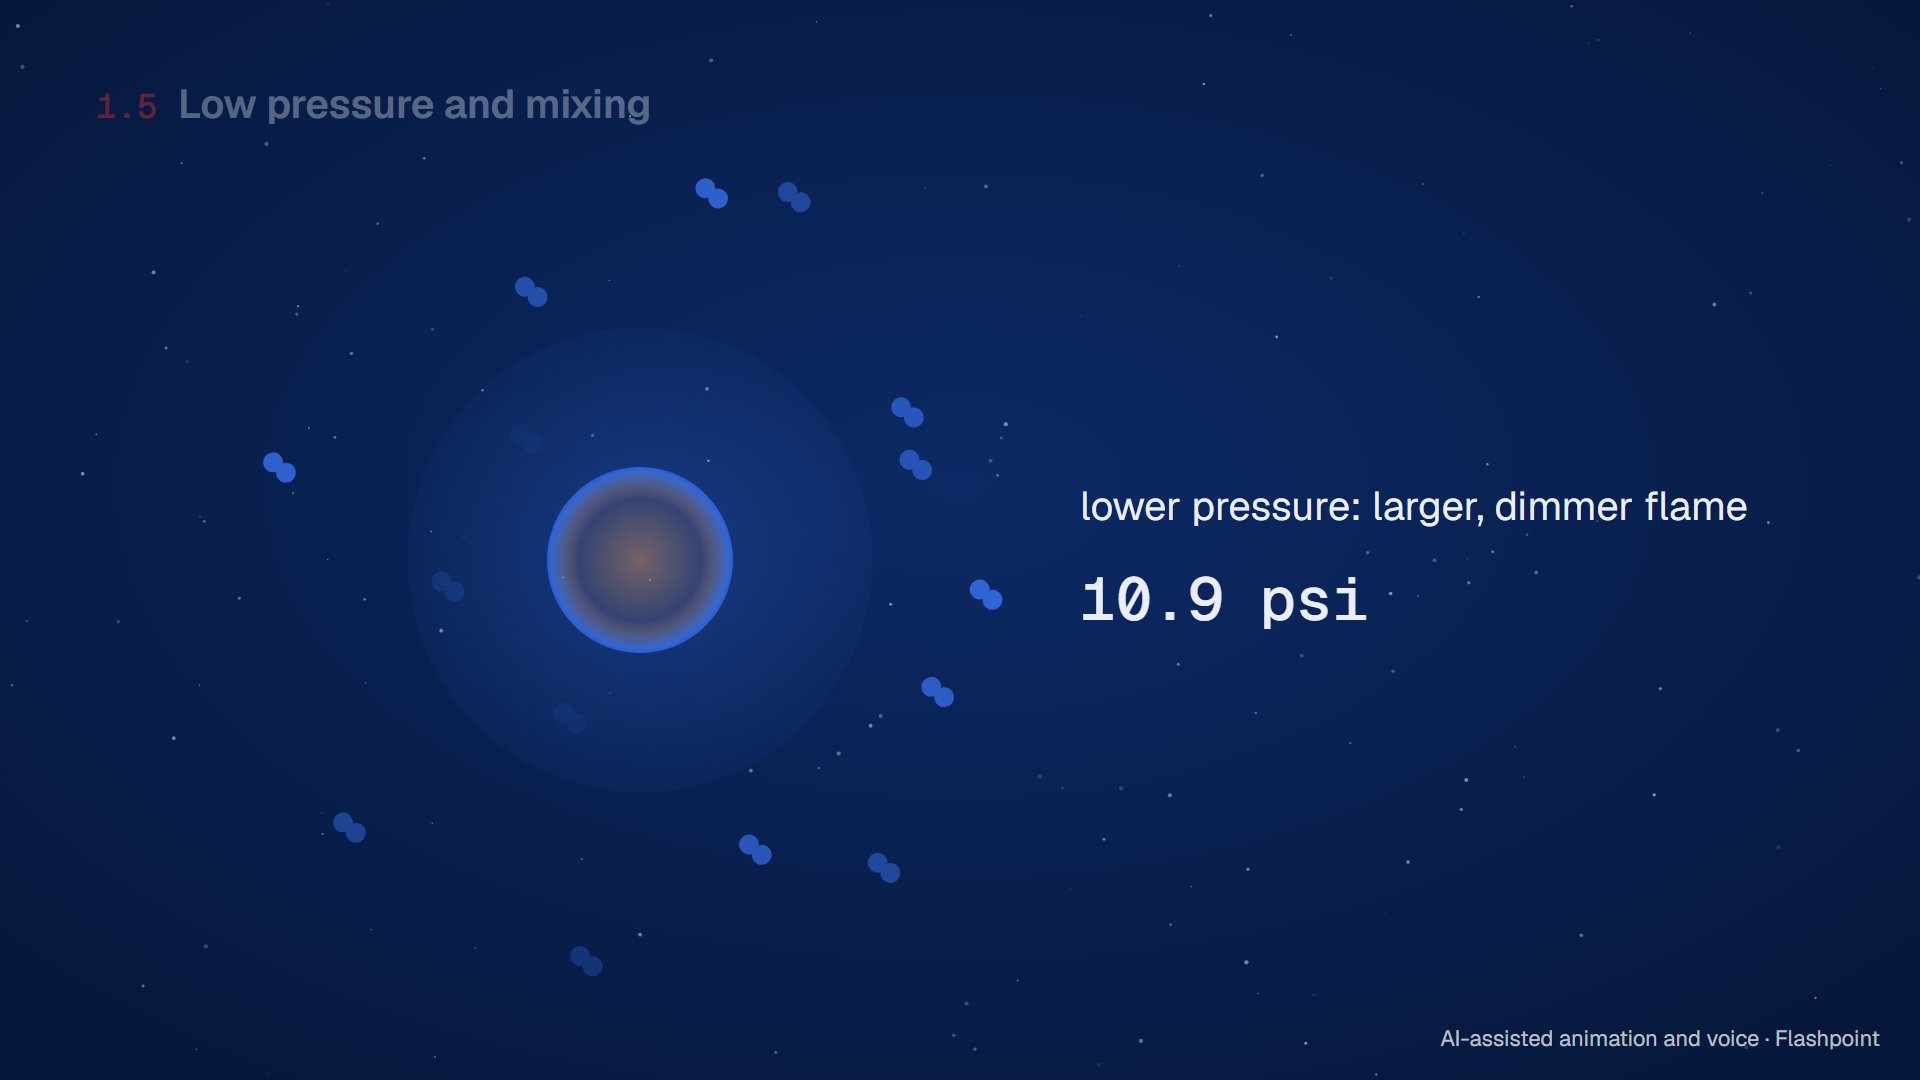 1.5 Low pressure and mixing
lower pressure: larger, dimmer flame
10.9 psi
AI-assisted animation and voice · Flashpoint